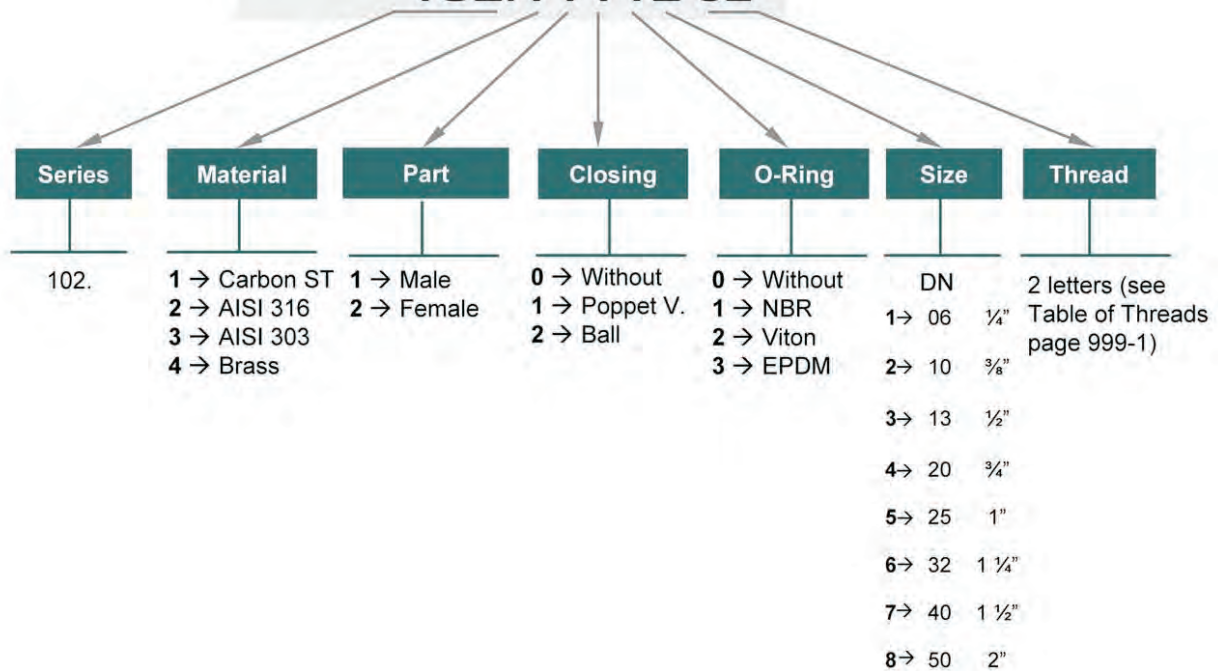 Series
Material
Part
Closing
O-Ring
Size
Thread
102.
1 → Carbon ST
2 → AISI 316
3 → AISI 303
4 → Brass
1 → Male
2 → Female
0 → Without
1 → Poppet V.
2 → Ball
0 → Without
1 → NBR
2 → Viton
3 → EPDM
DN
1→ 06 ¼”
2→ 10 ⅜”
3→ 13 ½”
4→ 20 ¾”
5→ 25 1”
6→ 32 1 ¼”
7→ 40 1 ½”
8→ 50 2”
2 letters (see
Table of Threads
page 999-1)